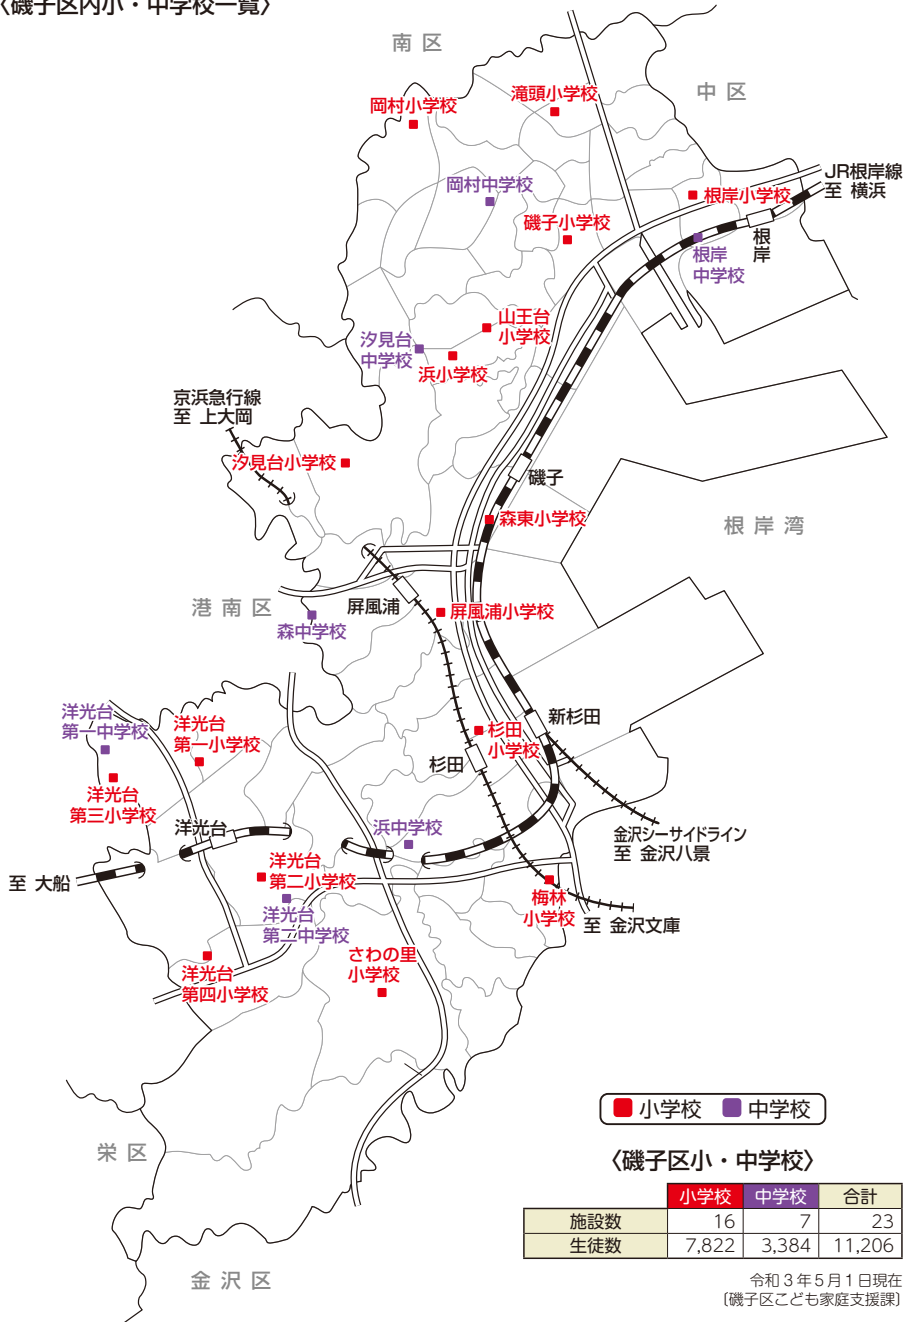 〈磯子区内小・中学校一覧〉
南区
中区
滝頭小学校
岡村小学校
JR根岸線
至 横浜
岡村中学校
根岸小学校
磯子小学校
根岸
根岸
中学校
山王台
小学校
汐見台
中学校
浜小学校
京浜急行線
至 上大岡
汐見台小学校
磯子
森東小学校
根岸湾
港南区
屏風浦
屏風浦小学校
森中学校
洋光台
第一中学校
洋光台
第一小学校
新杉田
杉田
小学校
杉田
洋光台
第三小学校
洋光台
浜中学校
金沢シーサイドライン
至 金沢八景
至 大船
洋光台
第二小学校
洋光台
第二中学校
梅林
小学校
至 金沢文庫
さわの里
小学校
洋光台
第四小学校
小学校 中学校
栄区
〈磯子区小・中学校〉
小学校 中学校 合計
施設数 16 7 23
生徒数 7,822 3,384 11,206
金沢区
令和3年5月1日現在
〔磯子区こども家庭支援課〕